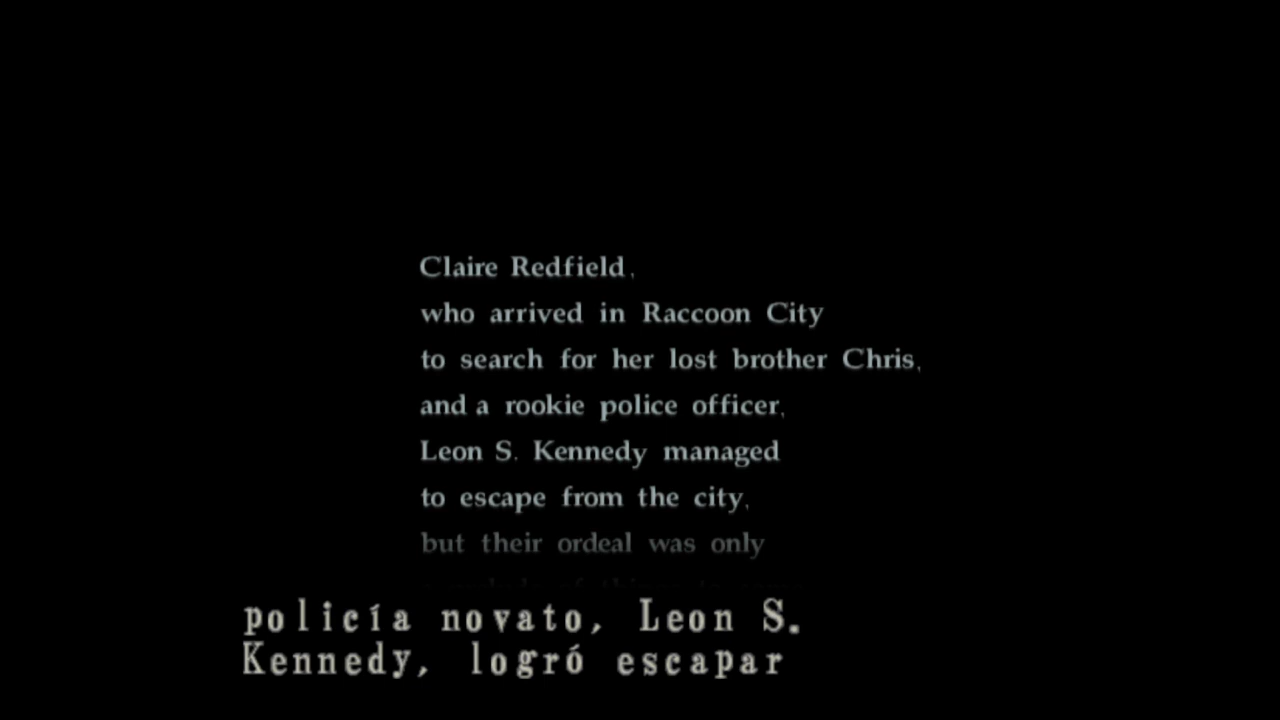 Claire Redfield,
who arrived in Raccoon City
to search for her lost brother Chris,
and a rookie police officer,
Leon S. Kennedy managed
to escape from the city,
but their ordeal was only
policía novato, Leon S.
Kennedy, logró escapar